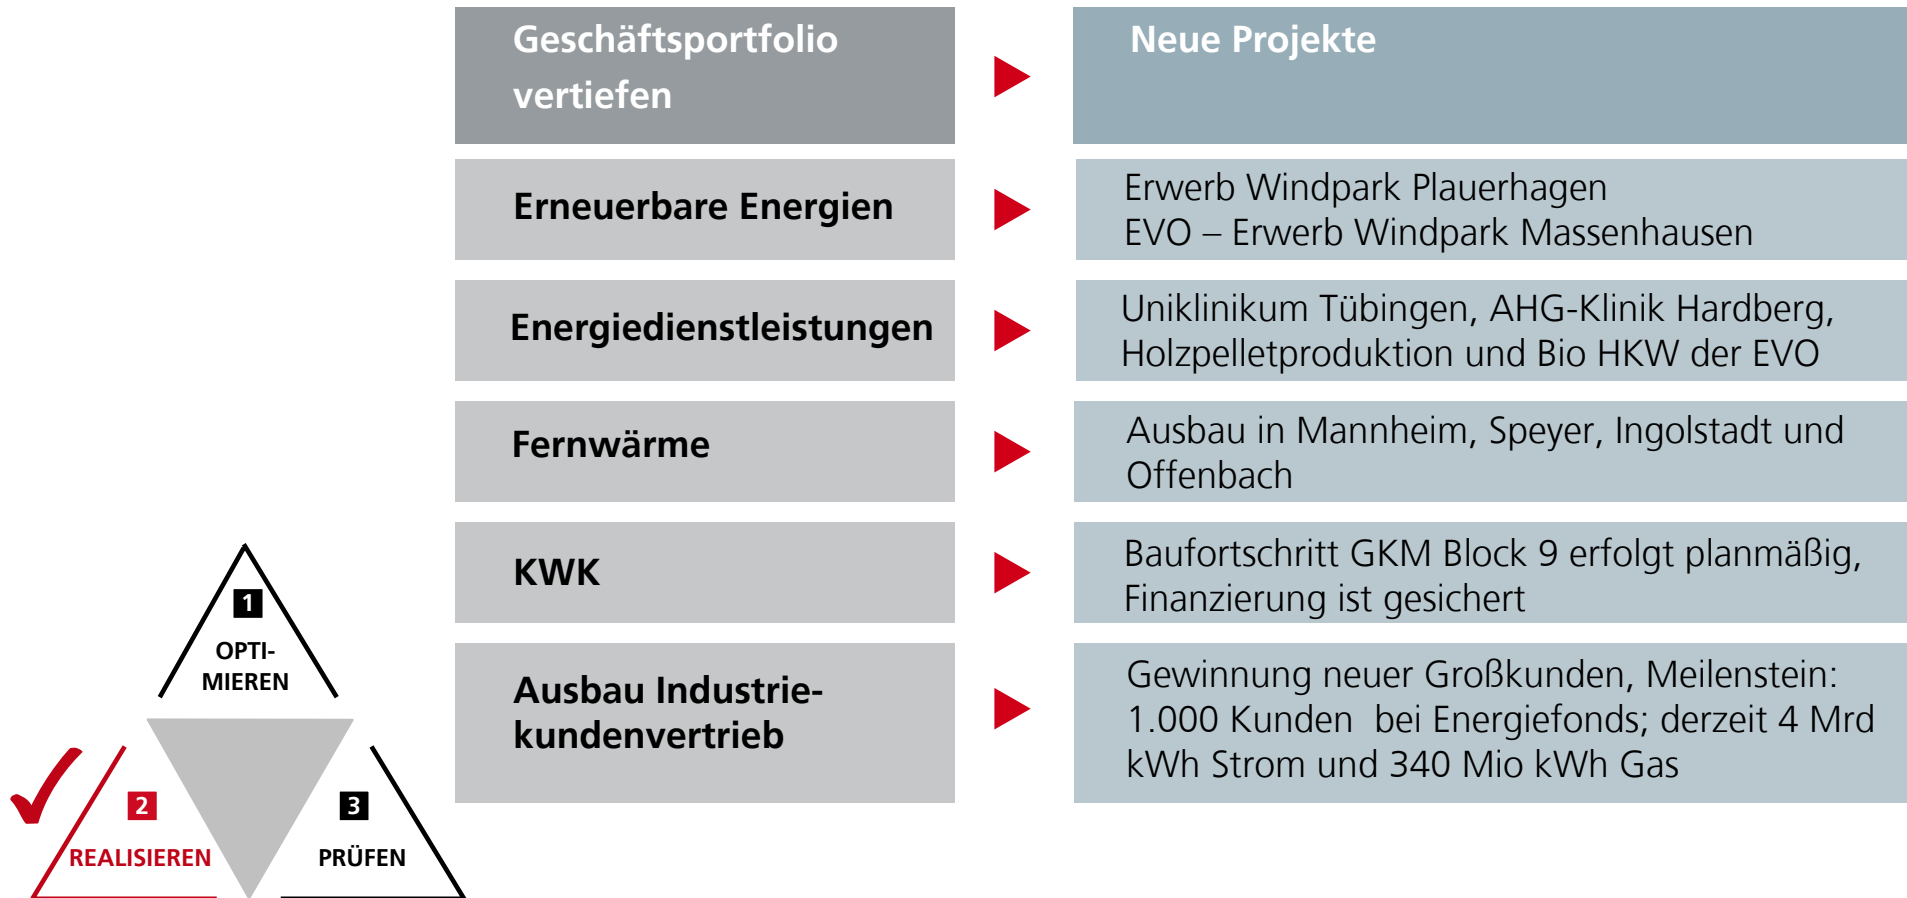 Geschäftsportfolio
vertiefen
Neue Projekte
Erneuerbare Energien
Erwerb Windpark Plauerhagen
EVO – Erwerb Windpark Massenhausen
Energiedienstleistungen
Uniklinikum Tübingen, AHG-Klinik Hardberg,
Holzpelletproduktion und Bio HKW der EVO
Fernwärme
Ausbau in Mannheim, Speyer, Ingolstadt und
Offenbach
KWK
Baufortschritt GKM Block 9 erfolgt planmäßig,
Finanzierung ist gesichert
Ausbau Industrie-
kundenvertrieb
Gewinnung neuer Großkunden, Meilenstein:
1.000 Kunden  bei Energiefonds; derzeit 4 Mrd
kWh Strom und 340 Mio kWh Gas
1
OPTI-
MIEREN
2
REALISIEREN
3
PRÜFEN